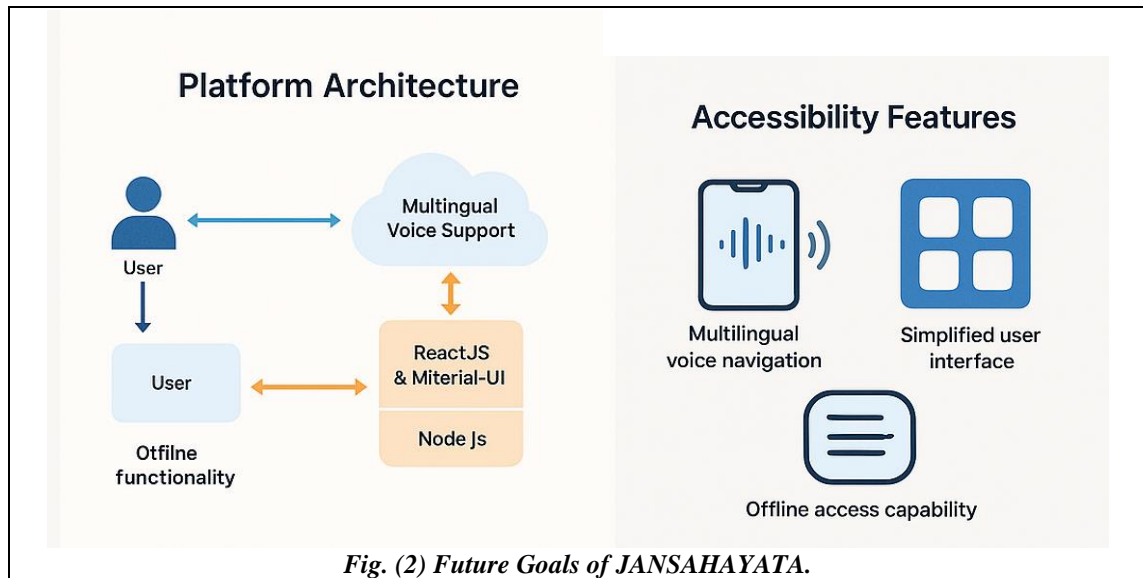 Platform Architecture
User
Multingual
Voice Support
User
ReactJS
& Miterial-UI
Node Js
Otfilne
functionality
Accessibility Features
Multilingual
voice navigation
Simplified user
interface
Offline access capability
Fig. (2) Future Goals of JANSAHAYATA.